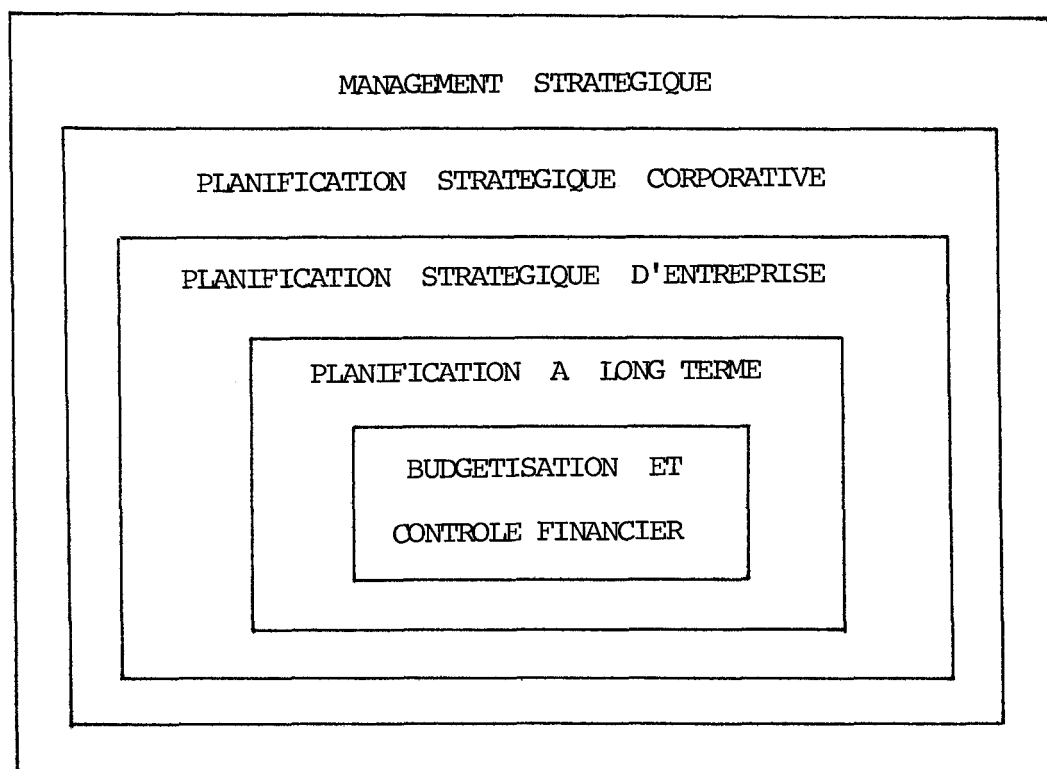 MANAGEMENT STRATEGIQUE
PLANIFICATION STRATEGIQUE CORPORATIVE
PLANIFICATION STRATEGIQUE D'ENTREPRISE
PLANIFICATION A LONG TERME
BUDGETISATION ET
CONTROLE FINANCIER